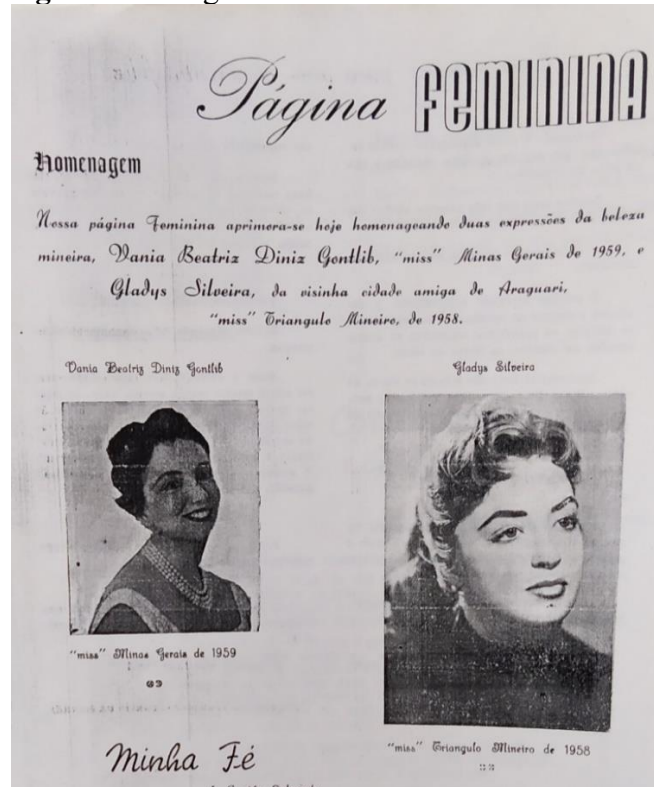 Página FEMININA
Homenagem
Nossa página Feminina aprimora-se hoje homenageando duas expressões da beleza
mineira, Vania Beatriz Diniz Gontlib, "miss" Minas Gerais de 1959, e
Gladys Silveira, da visinha cidade amiga de Araguari,
"miss" Triangulo Mineiro, de 1958.
Vania Beatriz Diniz Gontlib
Gladys Silveira
"miss" Minas Gerais de 1959
"miss" Triangulo Mineiro de 1958
Minha Fé